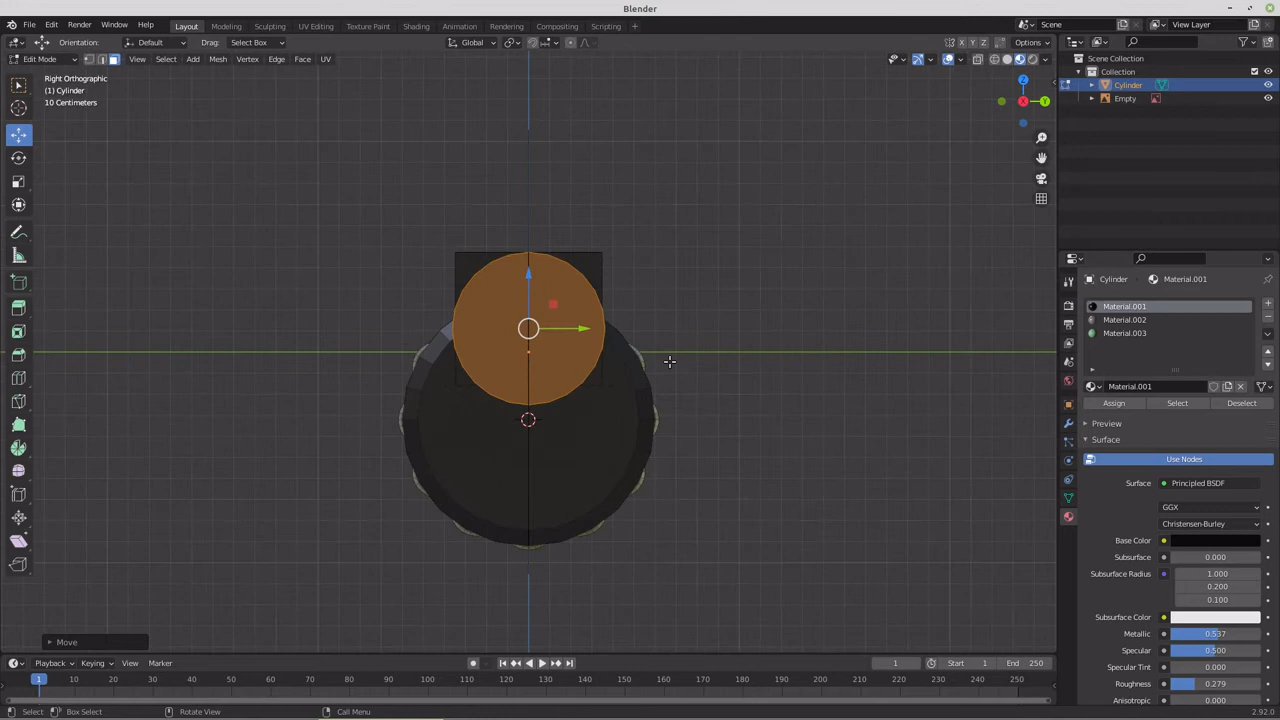 Blender
File Edit Render Window Help Layout Modeling Sculpting UV Editing Texture Paint Shading Animation Rendering Compositing Scripting + Scene View Layer
Orientation: Default Drag: Select Box Global X Y Z Options
Edit Mode View Select Add Mesh Vertex Edge Face UV
Right Orthographic
(1) Cylinder
10 Centimeters
Z
Y
Scene Collection
Collection
Cylinder
Empty
Cylinder Material.001
Material.001
Material.002
Material.003
Material.001
Assign Select Deselect
Preview
Surface
Use Nodes
Surface Principled BSDF
GGX
Christensen-Burley
Base Color
Subsurface 0.000
Subsurface Radius 1.000
0.200
0.100
Subsurface Color
Metallic 0.537
Specular 0.500
Specular Tint 0.000
Roughness 0.279
Anisotropic 0.000
Move
Playback Keying View Marker 1 Start 1 End 250
1 10 20 30 40 50 60 70 80 90 100 110 120 130 140 150 160 170 180 190 200 210 220 230 240 250
Select Box Select Rotate View Call Menu 2.92.0